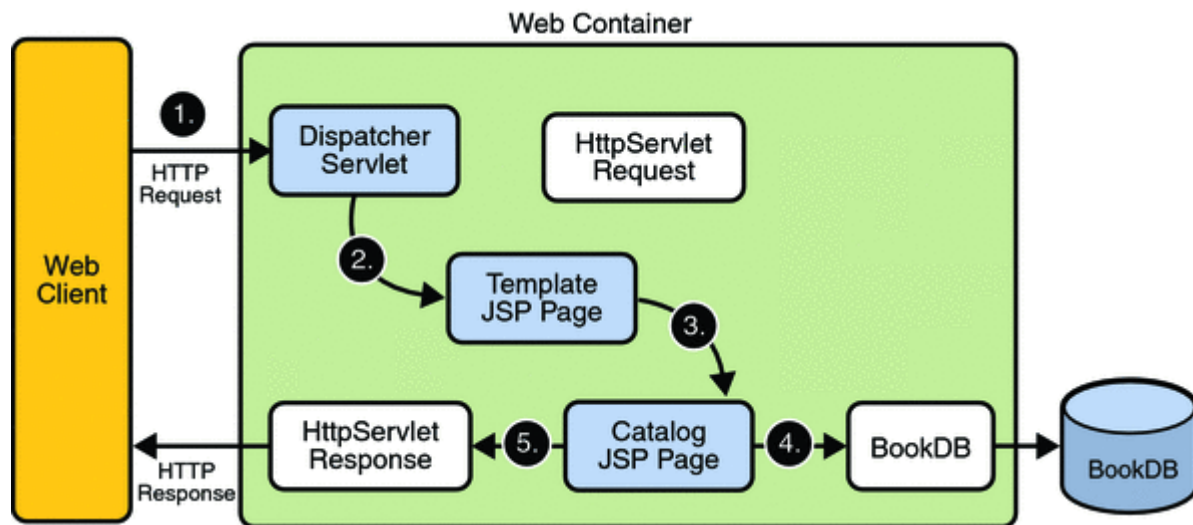 Web Container
1.
HTTP
Request
Dispatcher
Servlet
HttpServlet
Request
2.
Web
Client
Template
JSP Page
3.
HTTP
Response
HttpServlet
Response
5.
Catalog
JSP Page
4.
BookDB
BookDB